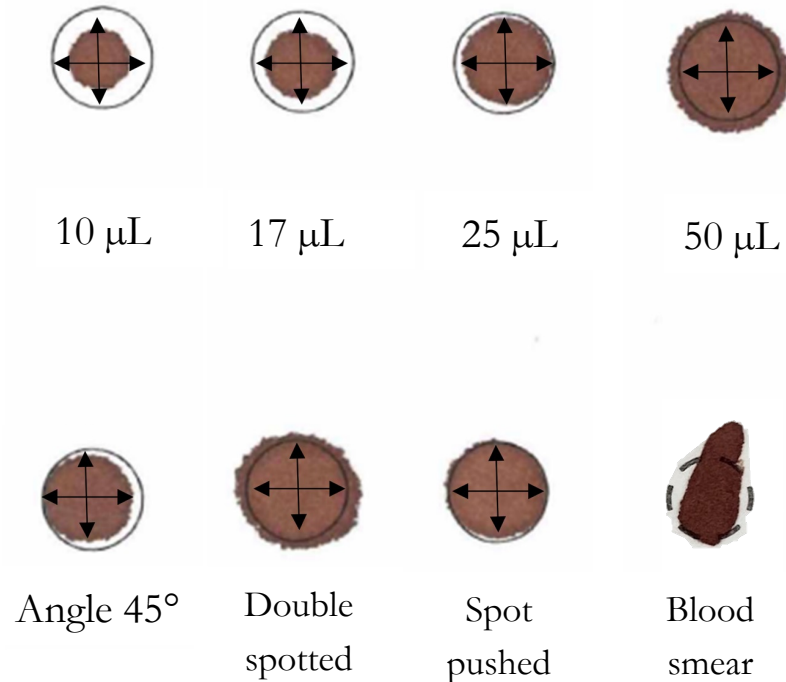 10 μL
17 μL
25 μL
50 μL
Angle 45°
Double
spotted
Spot
pushed
Blood
smear